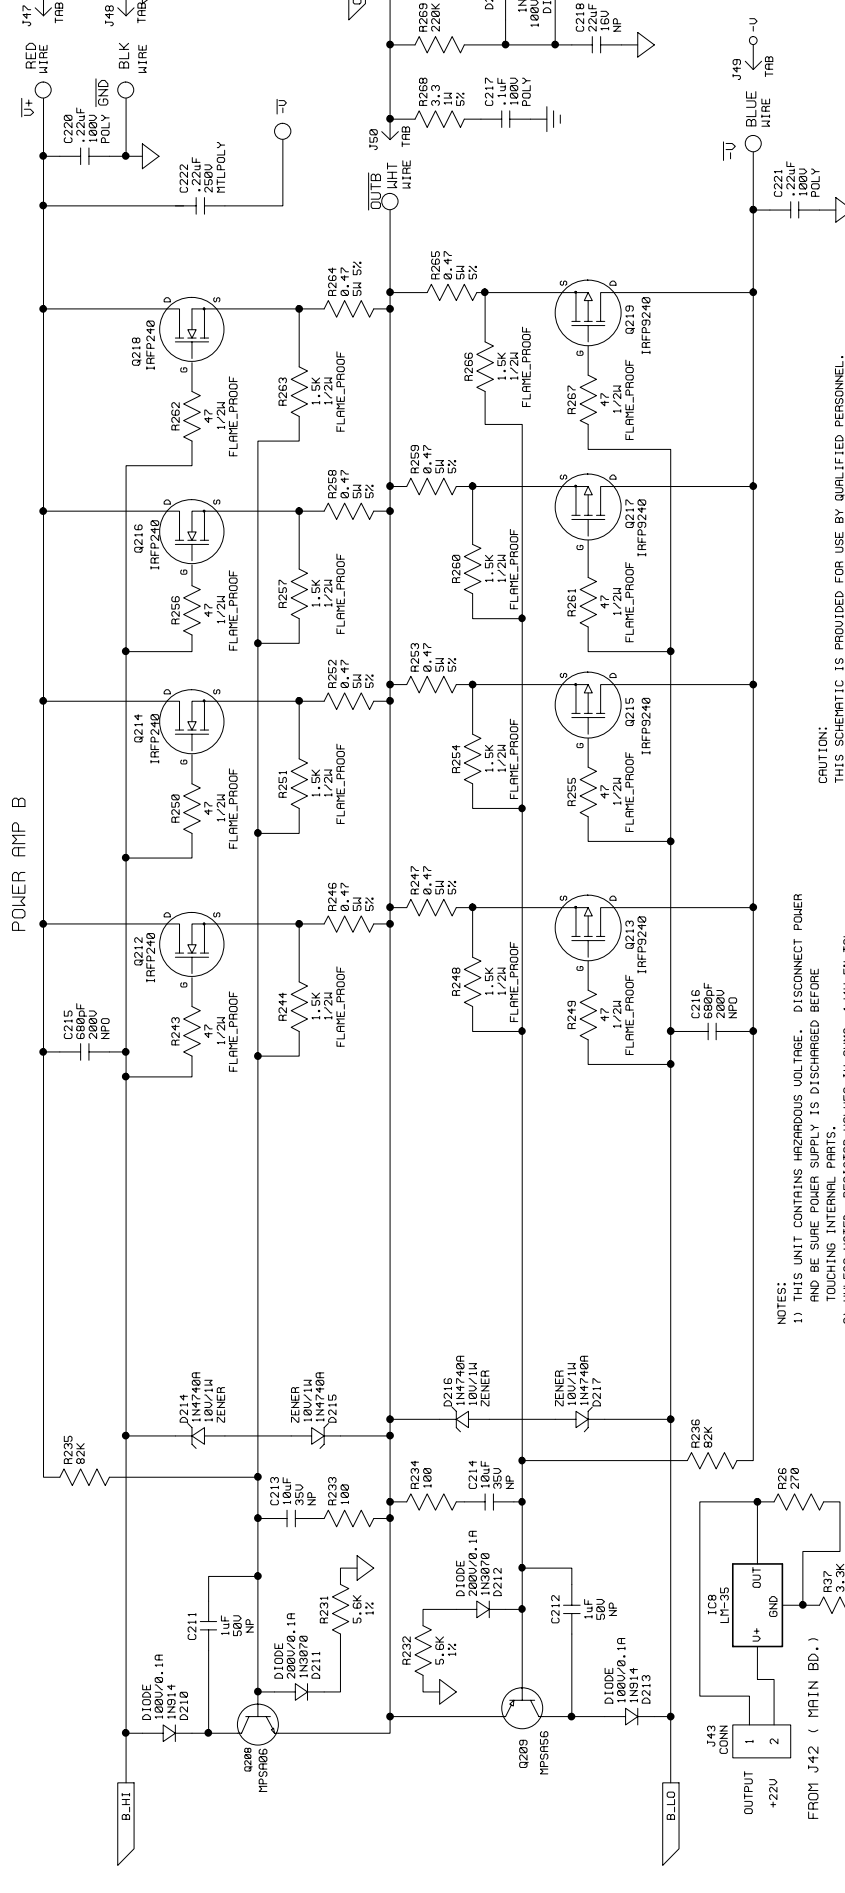 POWER AMP B
J47
TAB
RED
WIRE
V+
J48
TAB
BLK
WIRE
GND
C220
.22uF
100V
POLY
C222
.22uF
250V
MTLPOLY
-V
R269
220K
100V
C218
22uF
16V
NP
R268
3.3
1W
5%
C217
.1uF
100V
POLY
J50
TAB
OUTB
WHT
WIRE
J49
TAB
-V
BLUE
WIRE
-V
C221
.22uF
100V
POLY
Q218
IRFP240
D
S
G
R262
47
1/2W
FLAME_PROOF
R263
1.5K
1/2W
FLAME_PROOF
R264
0.47
5W 5%
R265
0.47
5W
5%
R266
1.5K
1/2W
FLAME_PROOF
Q219
IRFP9240
S
D
G
R267
47
1/2W
FLAME_PROOF
Q216
IRFP240
D
S
G
R256
47
1/2W
FLAME_PROOF
R257
1.5K
1/2W
FLAME_PROOF
R258
0.47
5W
5%
R259
0.47
5W
5%
R260
1.5K
1/2W
FLAME_PROOF
Q217
IRFP9240
S
D
G
R261
47
1/2W
FLAME_PROOF
Q214
IRFP240
D
S
G
R250
47
1/2W
FLAME_PROOF
R251
1.5K
1/2W
FLAME_PROOF
R252
0.47
5W
5%
R253
0.47
5W
5%
R254
1.5K
1/2W
FLAME_PROOF
Q215
IRFP9240
S
D
G
R255
47
1/2W
FLAME_PROOF
Q212
IRFP240
D
S
G
C215
680pF
200V
NPO
R243
47
1/2W
FLAME_PROOF
R244
1.5K
1/2W
FLAME_PROOF
R246
0.47
5W
5%
R247
0.47
5W
5%
R248
1.5K
1/2W
FLAME_PROOF
Q213
IRFP9240
S
D
G
R249
47
1/2W
FLAME_PROOF
C216
680pF
200V
NPO
R235
82K
D214
1N4740A
10V/1W
ZENER
ZENER
10V/1W
1N4740A
D215
D216
1N4740A
10V/1W
ZENER
ZENER
10V/1W
1N4740A
D217
R236
82K
C213
10uF
35V
NP
R233
100
R234
100
C214
10uF
35V
NP
C211
1uF
50V
NP
R231
5.6K
1%
DIODE
200V/0.1A
1N3070
D211
DIODE
100V/0.1A
1N914
D210
Q208
MPSA06
R232
5.6K
1%
DIODE
200V/0.1A
1N3070
D212
C212
1uF
50V
NP
Q209
MPSA56
DIODE
100V/0.1A
1N914
D213
B_HI
B_LO
R26
270
R37
3.3K
IC8
LM-35
OUT
GND
V+
J43
CONN
1
2
OUTPUT
+22V
FROM J42 ( MAIN BD.)
NOTES:
1) THIS UNIT CONTAINS HAZARDOUS VOLTAGE. DISCONNECT POWER
AND BE SURE POWER SUPPLY IS DISCHARGED BEFORE
TOUCHING INTERNAL PARTS.
CAUTION:
THIS SCHEMATIC IS PROVIDED FOR USE BY QUALIFIED PERSONNEL.